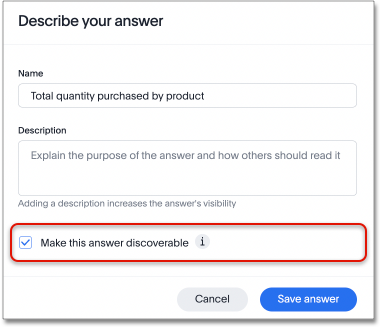 Describe your answer
Name
Total quantity purchased by product
Description
Explain the purpose of the answer and how others should read it
Adding a description increases the answer's visibility
Make this answer discoverable i
Cancel Save answer